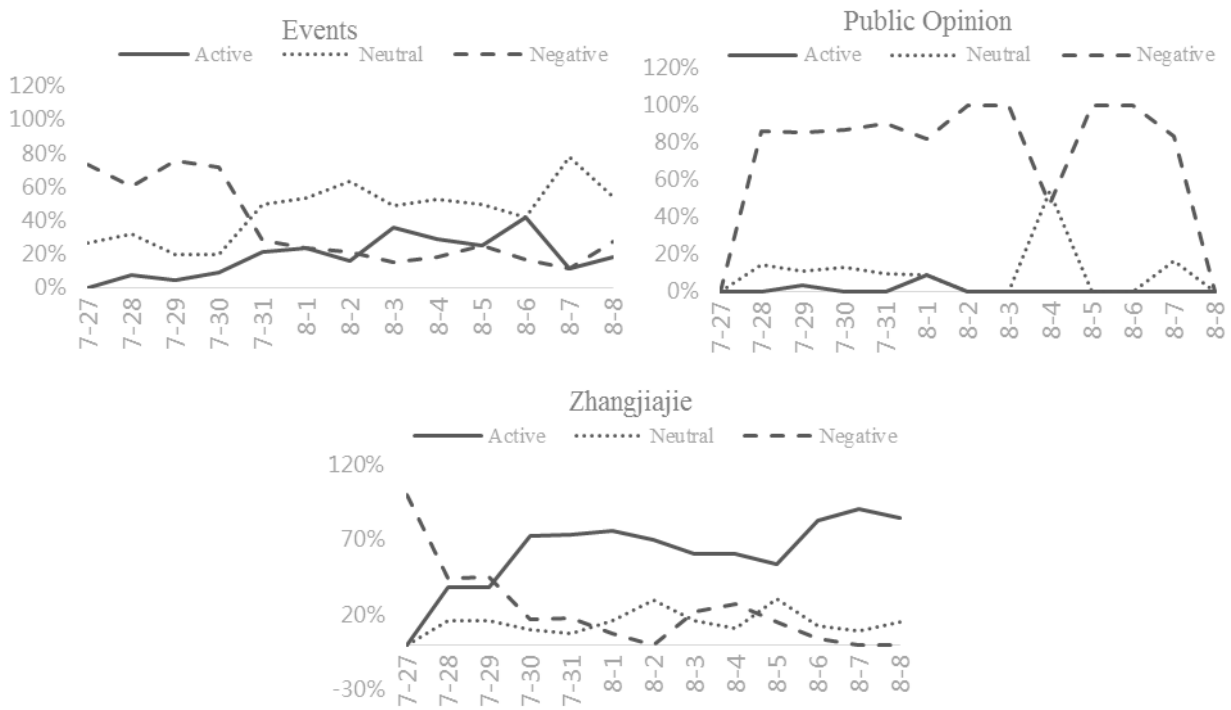 Events
Active Neutral Negative
120%
100%
80%
60%
40%
20%
0%
7-27 7-28 7-29 7-30 7-31 8-1 8-2 8-3 8-4 8-5 8-6 8-7 8-8
Public Opinion
Active Neutral Negative
120%
100%
80%
60%
40%
20%
0%
7-27 7-28 7-29 7-30 7-31 8-1 8-2 8-3 8-4 8-5 8-6 8-7 8-8
Zhangjiajie
Active Neutral Negative
120%
70%
20%
-30%
7-27 7-28 7-29 7-30 7-31 8-1 8-2 8-3 8-4 8-5 8-6 8-7 8-8